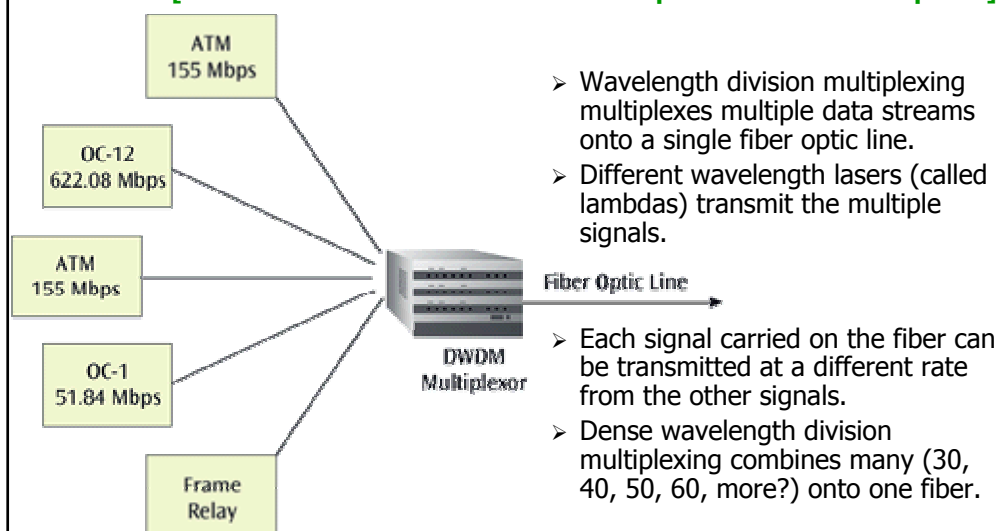 ATM
155 Mbps
OC-12
622.08 Mbps
ATM
155 Mbps
OC-1
51.84 Mbps
Frame
Relay
DWDM
Multiplexor
Fiber Optic Line
➢ Wavelength division multiplexing
multiplexes multiple data streams
onto a single fiber optic line.
➢ Different wavelength lasers (called
lambdas) transmit the multiple
signals.
➢ Each signal carried on the fiber can
be transmitted at a different rate
from the other signals.
➢ Dense wavelength division
multiplexing combines many (30,
40, 50, 60, more?) onto one fiber.